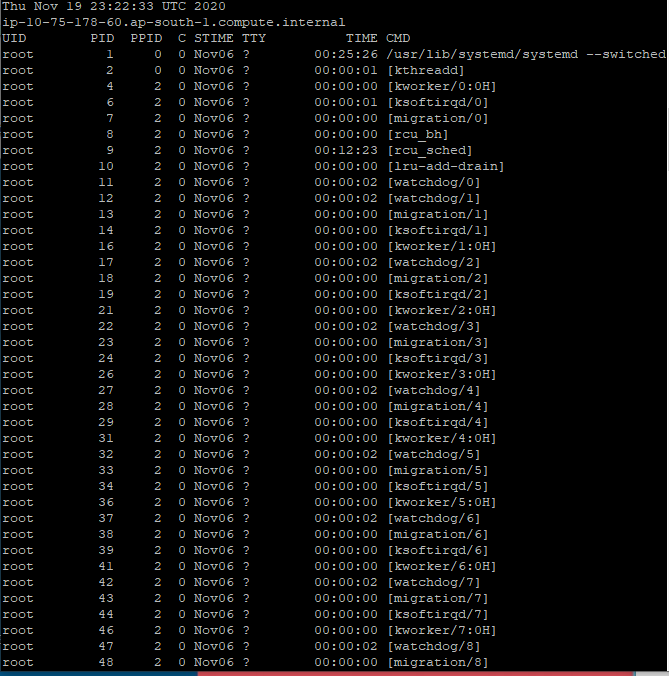 Thu Nov 19 23:22:33 UTC 2020
ip-10-75-178-60.ap-south-1.compute.internal
UID        PID  PPID  C STIME TTY          TIME CMD
root         1     0  0 Nov06 ?        00:25:26 /usr/lib/systemd/systemd --switched
root         2     0  0 Nov06 ?        00:00:01 [kthreadd]
root         4     2  0 Nov06 ?        00:00:00 [kworker/0:0H]
root         6     2  0 Nov06 ?        00:00:01 [ksoftirqd/0]
root         7     2  0 Nov06 ?        00:00:00 [migration/0]
root         8     2  0 Nov06 ?        00:00:00 [rcu_bh]
root         9     2  0 Nov06 ?        00:12:23 [rcu_sched]
root        10     2  0 Nov06 ?        00:00:00 [lru-add-drain]
root        11     2  0 Nov06 ?        00:00:02 [watchdog/0]
root        12     2  0 Nov06 ?        00:00:02 [watchdog/1]
root        13     2  0 Nov06 ?        00:00:00 [migration/1]
root        14     2  0 Nov06 ?        00:00:00 [ksoftirqd/1]
root        16     2  0 Nov06 ?        00:00:00 [kworker/1:0H]
root        17     2  0 Nov06 ?        00:00:02 [watchdog/2]
root        18     2  0 Nov06 ?        00:00:00 [migration/2]
root        19     2  0 Nov06 ?        00:00:00 [ksoftirqd/2]
root        21     2  0 Nov06 ?        00:00:00 [kworker/2:0H]
root        22     2  0 Nov06 ?        00:00:02 [watchdog/3]
root        23     2  0 Nov06 ?        00:00:00 [migration/3]
root        24     2  0 Nov06 ?        00:00:00 [ksoftirqd/3]
root        26     2  0 Nov06 ?        00:00:00 [kworker/3:0H]
root        27     2  0 Nov06 ?        00:00:02 [watchdog/4]
root        28     2  0 Nov06 ?        00:00:00 [migration/4]
root        29     2  0 Nov06 ?        00:00:00 [ksoftirqd/4]
root        31     2  0 Nov06 ?        00:00:00 [kworker/4:0H]
root        32     2  0 Nov06 ?        00:00:02 [watchdog/5]
root        33     2  0 Nov06 ?        00:00:00 [migration/5]
root        34     2  0 Nov06 ?        00:00:00 [ksoftirqd/5]
root        36     2  0 Nov06 ?        00:00:00 [kworker/5:0H]
root        37     2  0 Nov06 ?        00:00:02 [watchdog/6]
root        38     2  0 Nov06 ?        00:00:00 [migration/6]
root        39     2  0 Nov06 ?        00:00:00 [ksoftirqd/6]
root        41     2  0 Nov06 ?        00:00:00 [kworker/6:0H]
root        42     2  0 Nov06 ?        00:00:02 [watchdog/7]
root        43     2  0 Nov06 ?        00:00:00 [migration/7]
root        44     2  0 Nov06 ?        00:00:00 [ksoftirqd/7]
root        46     2  0 Nov06 ?        00:00:00 [kworker/7:0H]
root        47     2  0 Nov06 ?        00:00:02 [watchdog/8]
root        48     2  0 Nov06 ?        00:00:00 [migration/8]